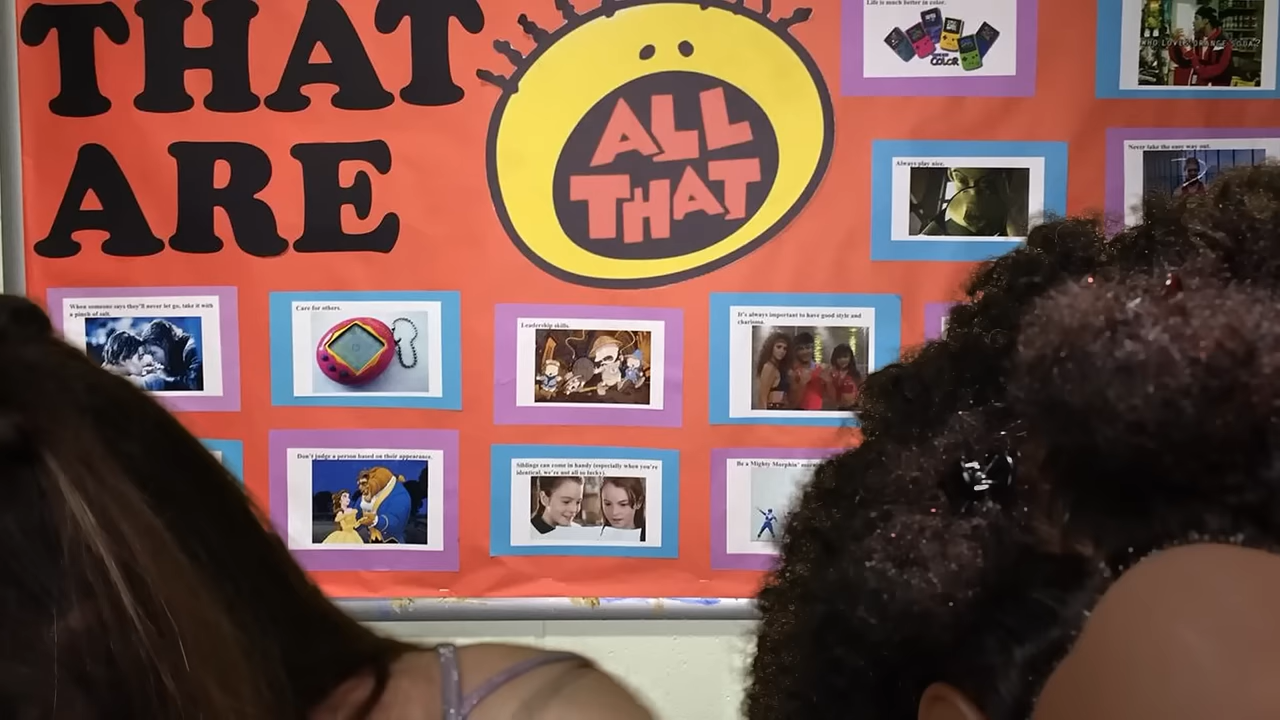 THAT
ARE
ALL
THAT
Life is much better in color.
COLOR
WHO LOVES ORANGE SODA?
Always play nice.
Never take the easy way out.
When someone says they'll never let go, take it with
a pinch of salt.
Care for others.
Leadership skills.
It's always important to have good style and
charisma.
Don't judge a person based on their appearance.
Siblings can come in handy (especially when you're
identical, we're not all so lucky).
Be a Mighty Morphin'